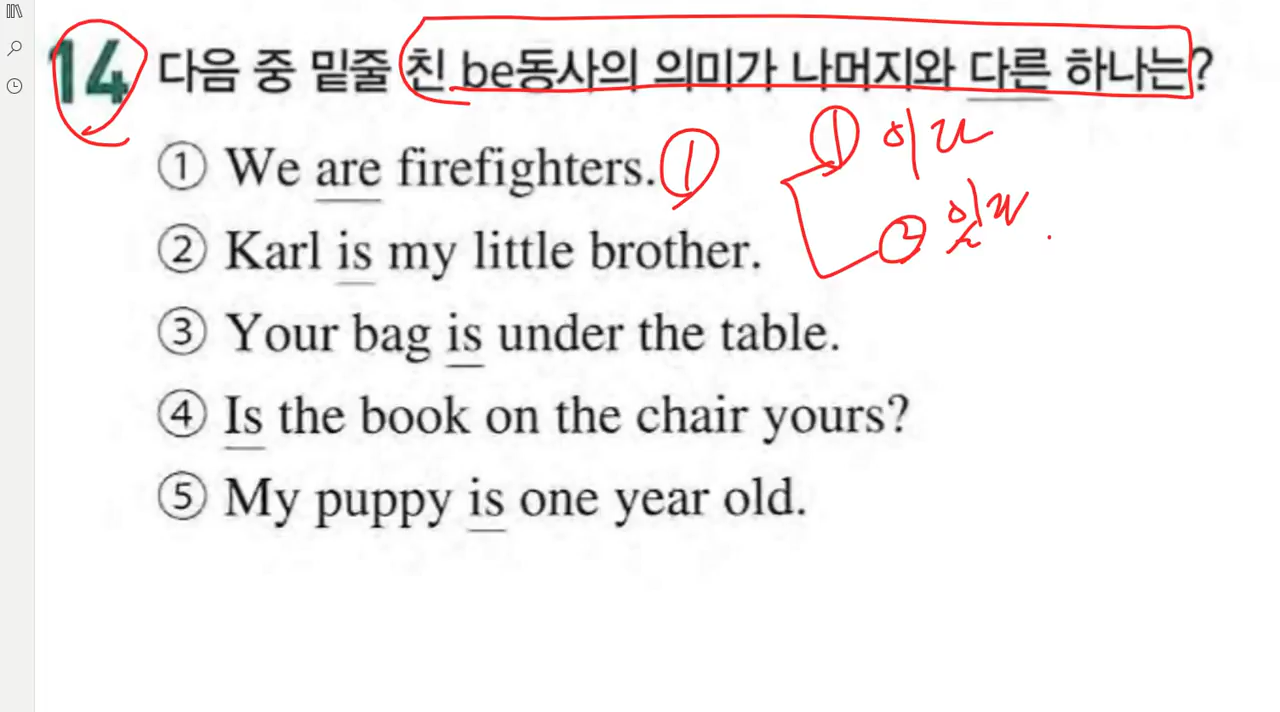 14 다음 중 밑줄 친 be동사의 의미가 나머지와 다른 하나는?
① We are firefighters. ①
① 이다
② Karl is my little brother.
② 있다.
③ Your bag is under the table.
④ Is the book on the chair yours?
⑤ My puppy is one year old.